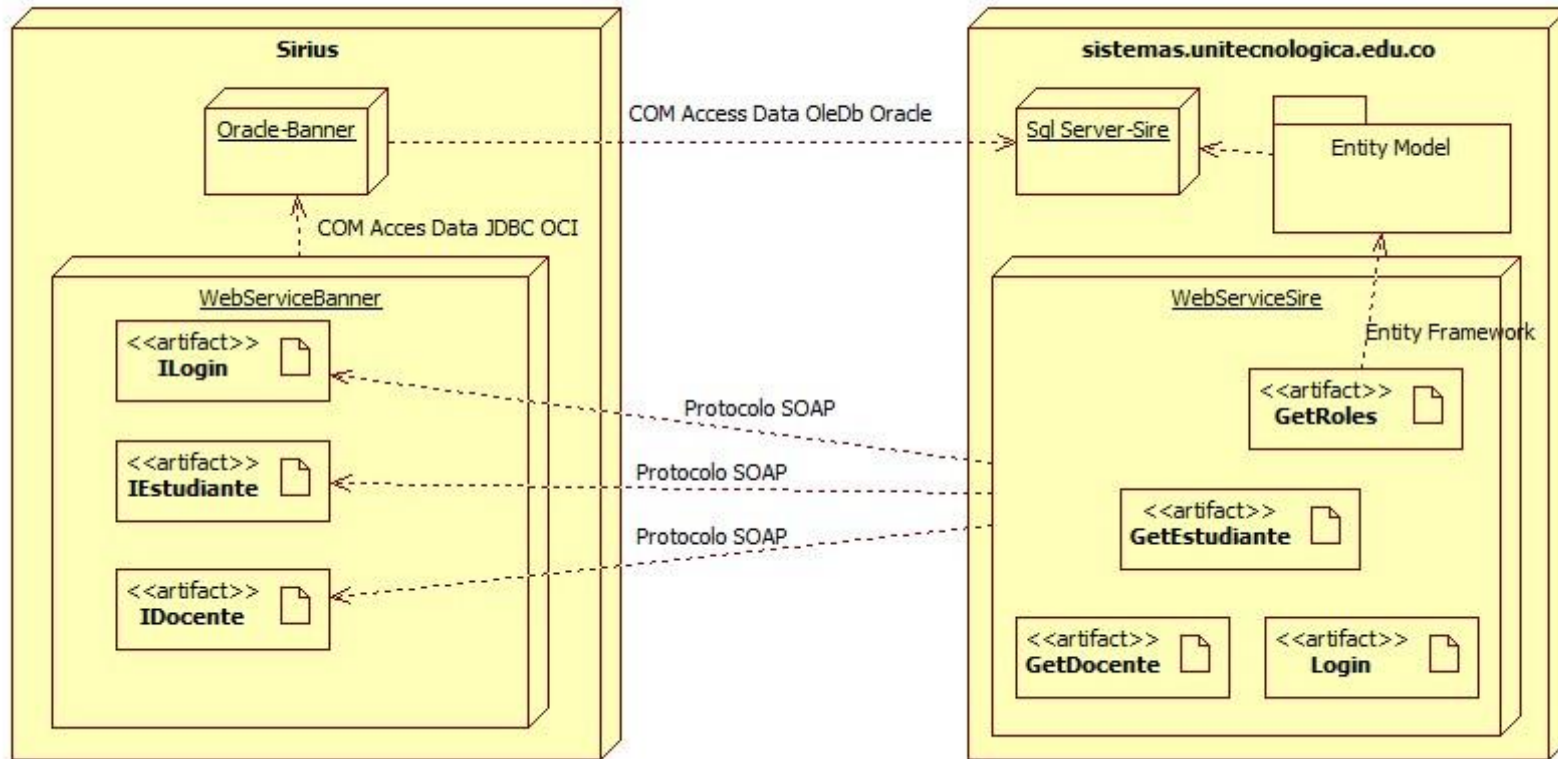 Sirius
Oracle-Banner
COM Acces Data JDBC OCI
WebServiceBanner
<<artifact>>
ILogin
<<artifact>>
IEstudiante
<<artifact>>
IDocente
COM Access Data OleDb Oracle
Protocolo SOAP
Protocolo SOAP
Protocolo SOAP
sistemas.unitecnologica.edu.co
Sql Server-Sire
Entity Model
WebServiceSire
Entity Framework
<<artifact>>
GetRoles
<<artifact>>
GetEstudiante
<<artifact>>
GetDocente
<<artifact>>
Login